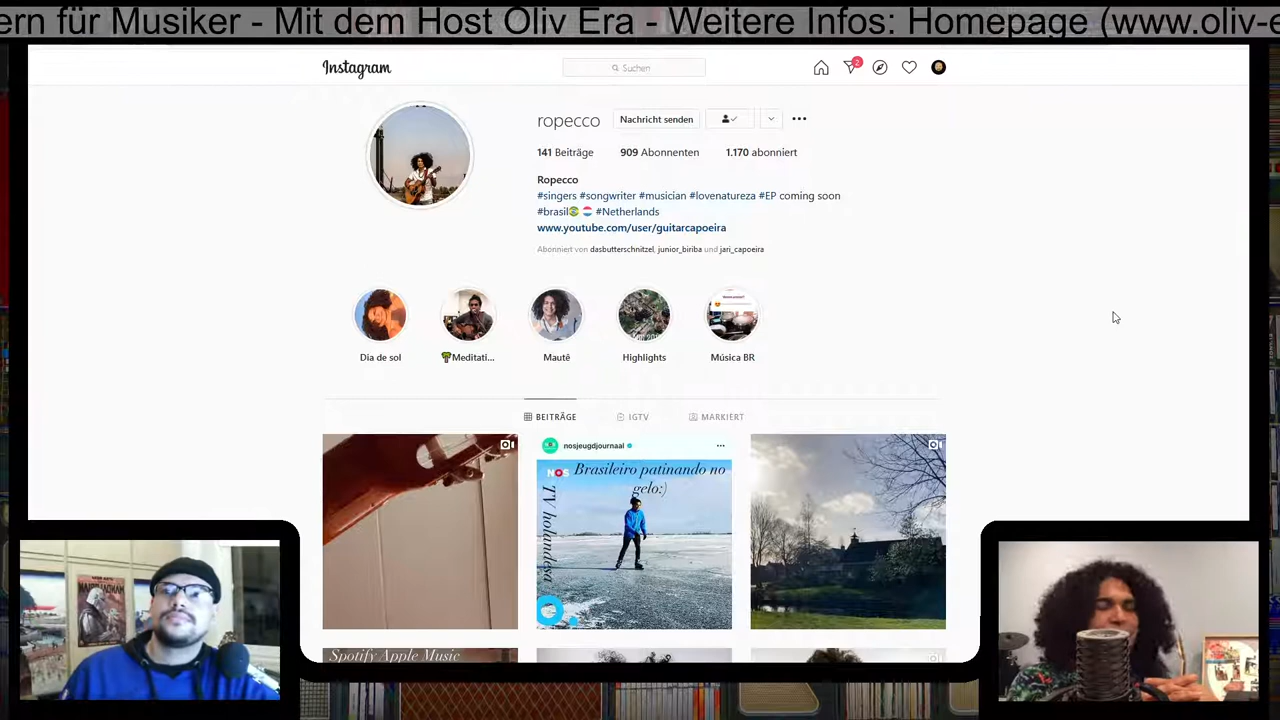 ern für Musiker - Mit dem Host Oliv Era - Weitere Infos: Homepage (www.oliv-e
Instagram
Suchen
2
ropecco
Nachricht senden
141 Beiträge 909 Abonnenten 1.170 abonniert
Ropecco
#singers #songwriter #musician #lovenatureza #EP coming soon
#brasil #Netherlands
www.youtube.com/user/guitarcapoeira
Abonniert von dasbutterschnitzel, junior_biriba und jari_capoeira
Dia de sol
Meditati...
Mautê
Highlights
Música BR
BEITRÄGE
IGTV
MARKIERT
nosjeugdjournaal
NOS
Brasileiro patinando no
gelo:)
TV holandesa
Spotify Apple Music